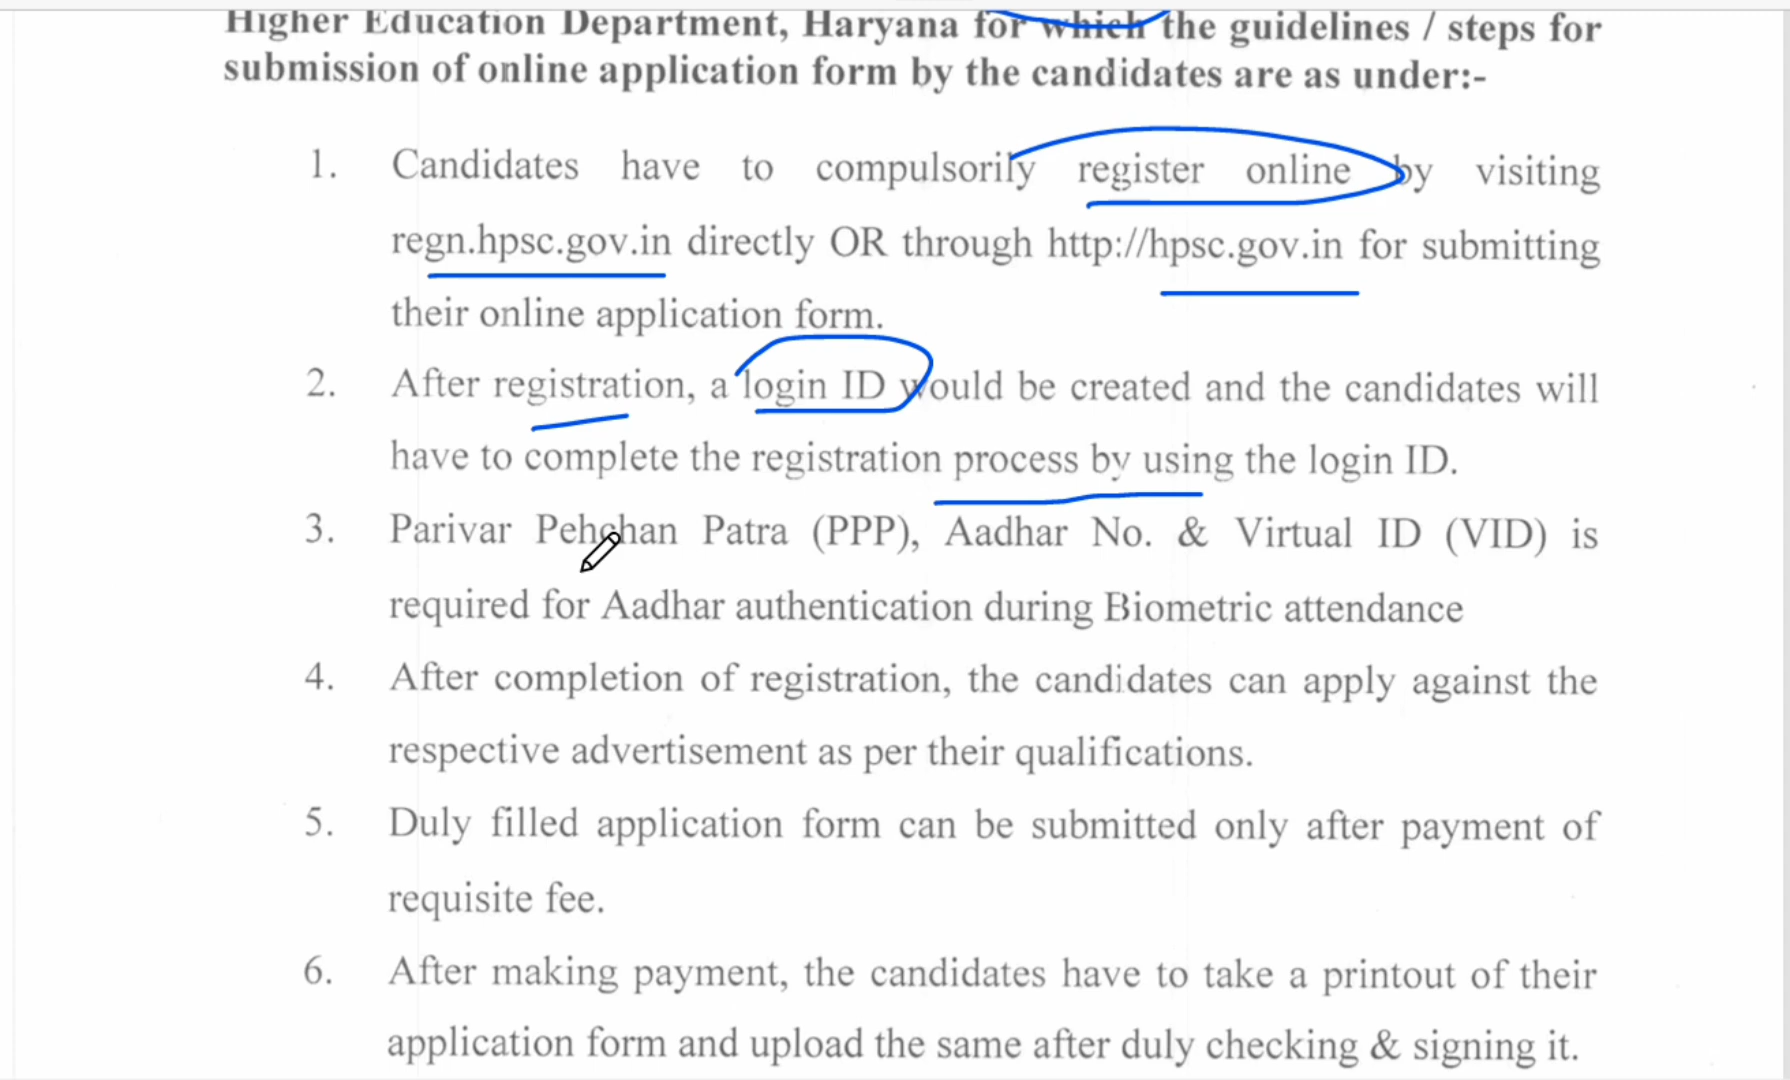 Higher Education Department, Haryana for which the guidelines / steps for
submission of online application form by the candidates are as under:-
1. Candidates have to compulsorily register online by visiting
regn.hpsc.gov.in directly OR through http://hpsc.gov.in for submitting
their online application form.
2. After registration, a login ID would be created and the candidates will
have to complete the registration process by using the login ID.
3. Parivar Pehchan Patra (PPP), Aadhar No. & Virtual ID (VID) is
required for Aadhar authentication during Biometric attendance
4. After completion of registration, the candidates can apply against the
respective advertisement as per their qualifications.
5. Duly filled application form can be submitted only after payment of
requisite fee.
6. After making payment, the candidates have to take a printout of their
application form and upload the same after duly checking & signing it.